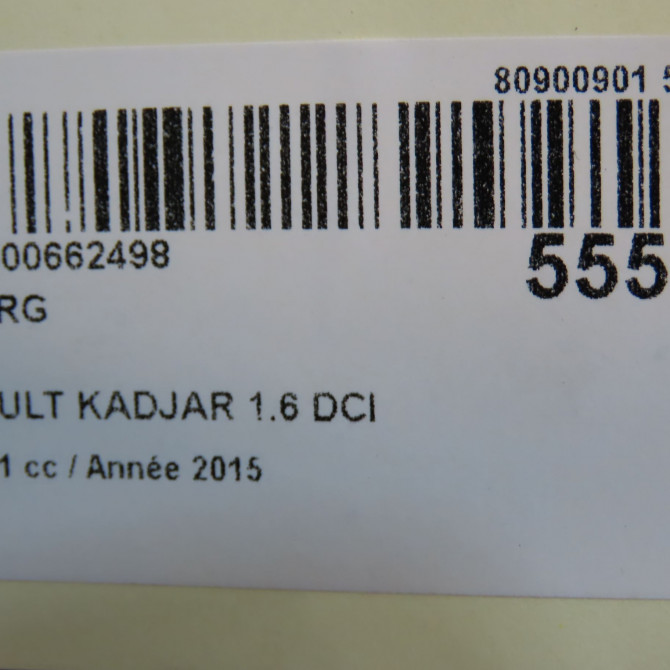 80900901 5
00662498
555
RG
ULT KADJAR 1.6 DCI
1 cc / Année 2015